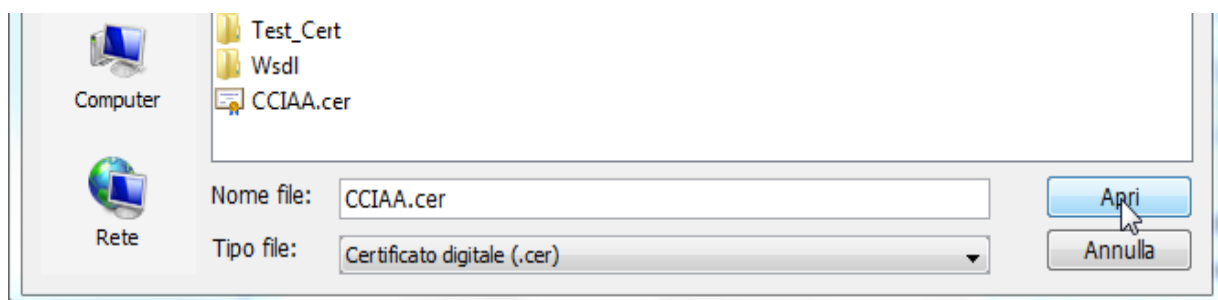 Test_Cert
Wsdl
CCIAA.cer
Computer
Rete
Nome file: CCIAA.cer Apri
Tipo file: Certificato digitale (.cer) Annulla